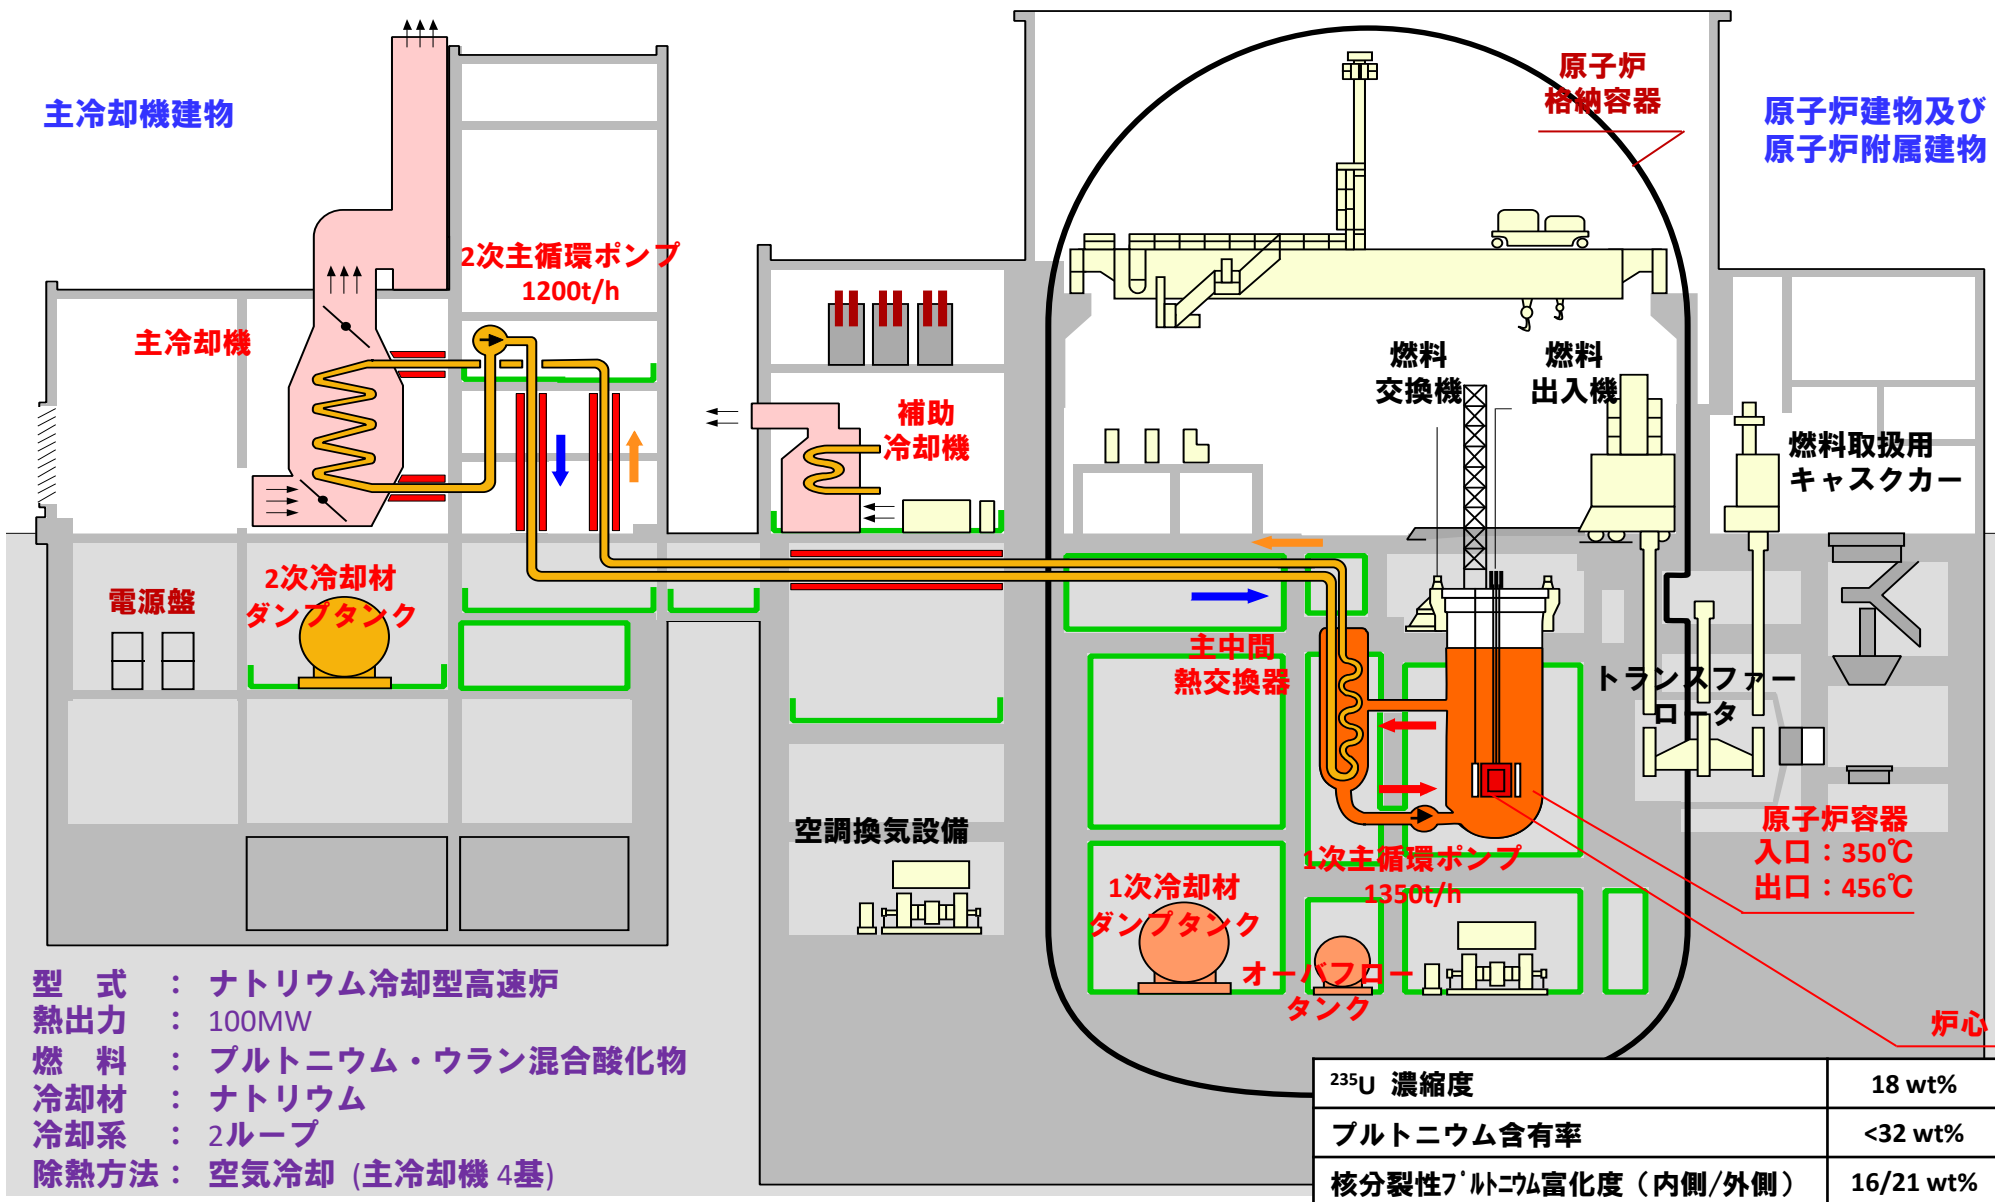 主冷却機建物
原子炉
格納容器
原子炉建物及び
原子炉附属建物
2次主循環ポンプ
1200t/h
主冷却機
燃料
交換機
燃料
出入機
補助
冷却機
燃料取扱用
キャスクカー
2次冷却材
ダンプタンク
電源盤
主中間
熱交換器
トランスファー
ロータ
空調換気設備
原子炉容器
入口：350℃
出口：456℃
1次主循環ポンプ
1350t/h
1次冷却材
ダンプタンク
オーバフロー
タンク
炉心
型　式　：　ナトリウム冷却型高速炉
熱出力　：　100MW
燃　料　：　プルトニウム・ウラン混合酸化物
冷却材　：　ナトリウム
冷却系　：　2ループ
除熱方法：　空気冷却 (主冷却機 4基)
²³⁵U 濃縮度　18 wt%
プルトニウム含有率　<32 wt%
核分裂性ﾌﾟﾙﾄﾆｳﾑ富化度（内側/外側）　16/21 wt%